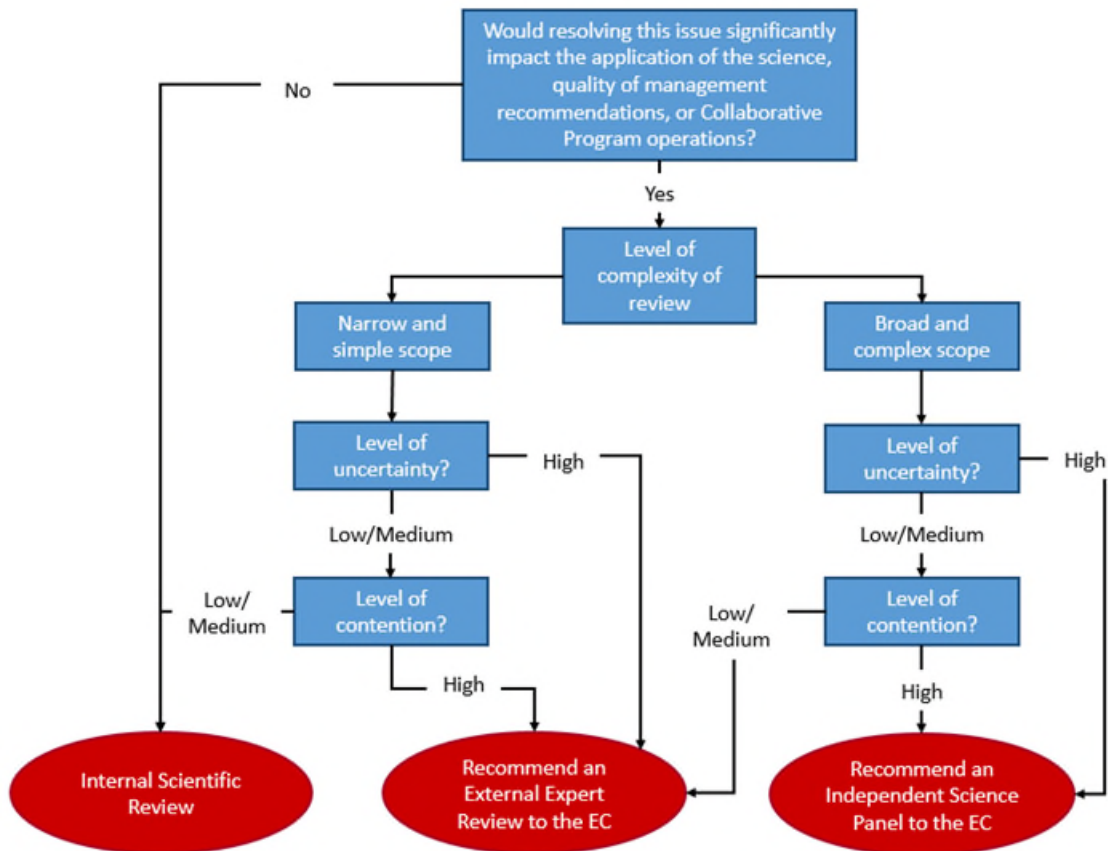 Would resolving this issue significantly
impact the application of the science,
quality of management
recommendations, or Collaborative
Program operations?
No
Yes
Level of
complexity of
review
Narrow and
simple scope
Broad and
complex scope
Level of
uncertainty?
High
Level of
uncertainty?
High
Low/Medium
Low/Medium
Low/
Medium
Level of
contention?
Low/
Medium
Level of
contention?
High
High
Internal Scientific
Review
Recommend an
External Expert
Review to the EC
Recommend an
Independent Science
Panel to the EC